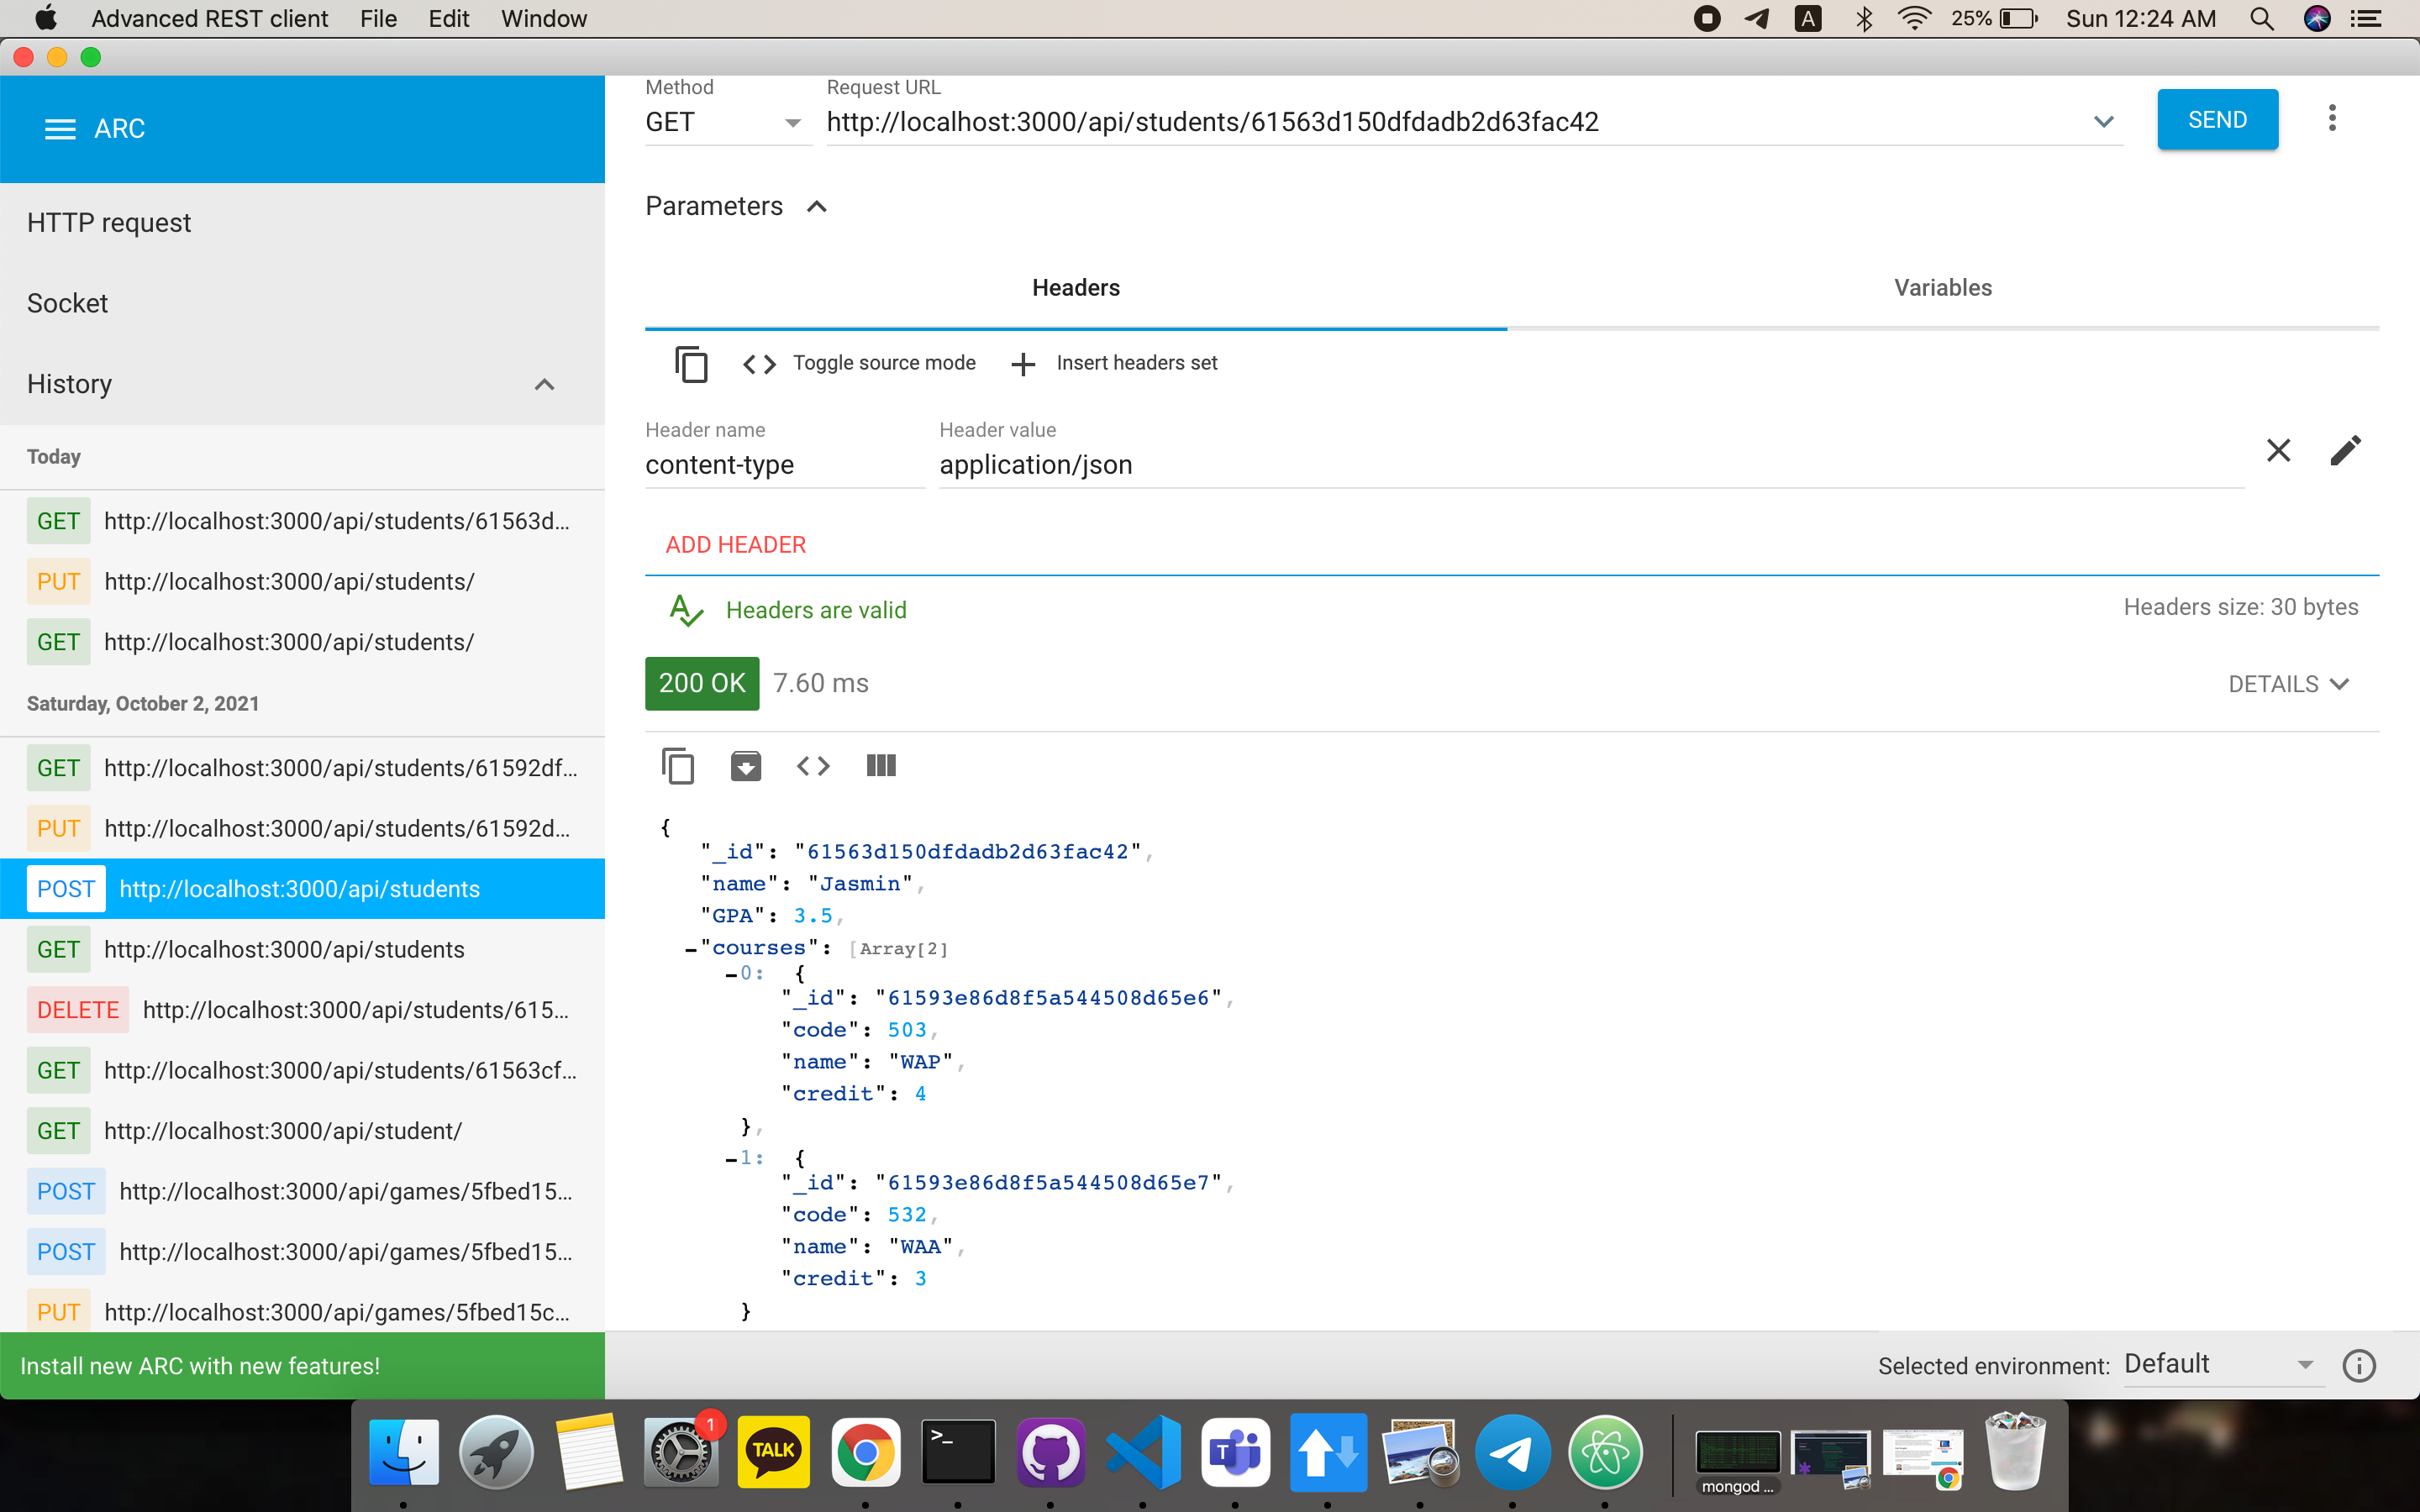 Advanced REST client File Edit Window
A 25% Sun 12:24 AM
ARC
HTTP request
Socket
History
Today
GET http://localhost:3000/api/students/61563d...
PUT http://localhost:3000/api/students/
GET http://localhost:3000/api/students/
Saturday, October 2, 2021
GET http://localhost:3000/api/students/61592df...
PUT http://localhost:3000/api/students/61592d...
POST http://localhost:3000/api/students
GET http://localhost:3000/api/students
DELETE http://localhost:3000/api/students/615...
GET http://localhost:3000/api/students/61563cf...
GET http://localhost:3000/api/student/
POST http://localhost:3000/api/games/5fbed15...
POST http://localhost:3000/api/games/5fbed15...
PUT http://localhost:3000/api/games/5fbed15c...
Install new ARC with new features!
Method Request URL
GET http://localhost:3000/api/students/61563d150dfdadb2d63fac42 SEND
Parameters
Headers Variables
Toggle source mode Insert headers set
Header name Header value
content-type application/json
ADD HEADER
Headers are valid Headers size: 30 bytes
200 OK 7.60 ms DETAILS
{
"_id": "61563d150dfdadb2d63fac42",
"name": "Jasmin",
"GPA": 3.5,
-"courses": [Array[2]
-0: {
"_id": "61593e86d8f5a544508d65e6",
"code": 503,
"name": "WAP",
"credit": 4
},
-1: {
"_id": "61593e86d8f5a544508d65e7",
"code": 532,
"name": "WAA",
"credit": 3
}
Selected environment: Default
1
TALK
>_
T
mongod ...